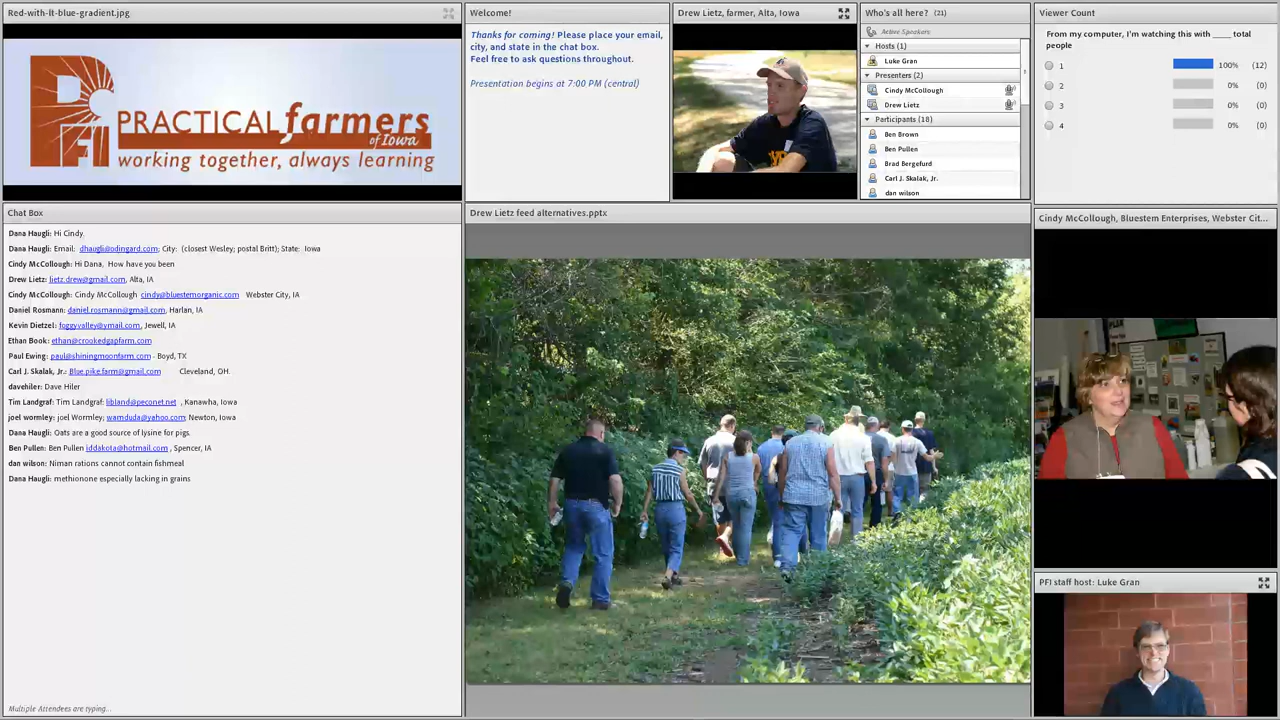 Red-with-lt-blue-gradient.jpg
PFI
PRACTICAL farmers
of Iowa
working together, always learning
Welcome!
Thanks for coming! Please place your email,
city, and state in the chat box.
Feel free to ask questions throughout.
Presentation begins at 7:00 PM (central)
Drew Lietz, farmer, Alta, Iowa
Who's all here? (21)
Active Speakers
Hosts (1)
Luke Gran
Presenters (2)
Cindy McCollough
Drew Lietz
Participants (18)
Ben Brown
Ben Pullen
Brad Bergefurd
Carl J. Skalak, Jr.
dan wilson
Viewer Count
From my computer, I'm watching this with ____ total
people
1 100% (12)
2 0% (0)
3 0% (0)
4 0% (0)
Chat Box
Dana Haugli: Hi Cindy.
Dana Haugli: Email: dhaugli@odingard.com; City: (closest Wesley; postal Britt); State: Iowa
Cindy McCollough: Hi Dana, How have you been
Drew Lietz: lietz.drew@gmail.com, Alta, IA
Cindy McCollough: Cindy McCollough cindy@bluestemorganic.com Webster City, IA
Daniel Rosmann: daniel.rosmann@gmail.com, Harlan, IA
Kevin Dietzel: foggyvalley@ymail.com, Jewell, IA
Ethan Book: ethan@crookedgapfarm.com
Paul Ewing: paul@shiningmoonfarm.com - Boyd, TX
Carl J. Skalak, Jr.: Blue.pike.farm@gmail.com Cleveland, OH.
davehiler: Dave Hiler
Tim Landgraf: Tim Landgraf: libland@peconet.net , Kanawha, Iowa
joel wormley: joel Wormley; wamduda@yahoo.com; Newton, Iowa
Dana Haugli: Oats are a good source of lysine for pigs.
Ben Pullen: Ben Pullen iddakota@hotmail.com , Spencer, IA
dan wilson: Niman rations cannot contain fishmeal
Dana Haugli: methionone especially lacking in grains
Multiple Attendees are typing...
Drew Lietz feed alternatives.pptx
Cindy McCollough, Bluestem Enterprises, Webster Cit...
PFI staff host: Luke Gran